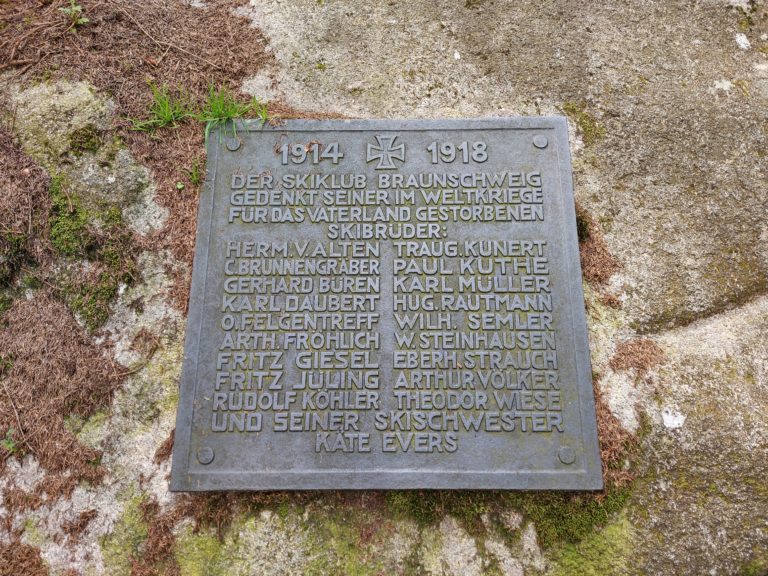 1914 1918
DER SKIKLUB BRAUNSCHWEIG
GEDENKT SEINER IM WELTKRIEGE
FÜR DAS VATERLAND GESTORBENEN
SKIBRÜDER:
HERM. V. ALTEN TRAUG. KUNERT
C. BRUNNENGRÄBER PAUL KUTHE
GERHARD BÜREN KARL MÜLLER
KARL DAUBERT HUG. RAUTMANN
O. FELGENTREFF WILH. SEMLER
ARTH. FRÖHLICH W. STEINHAUSEN
FRITZ GIESEL EBERH. STRAUCH
FRITZ JÜLING ARTHUR VÖLKER
RUDOLF KÖHLER THEODOR WIESE
UND SEINER SKISCHWESTER
KÄTE EVERS